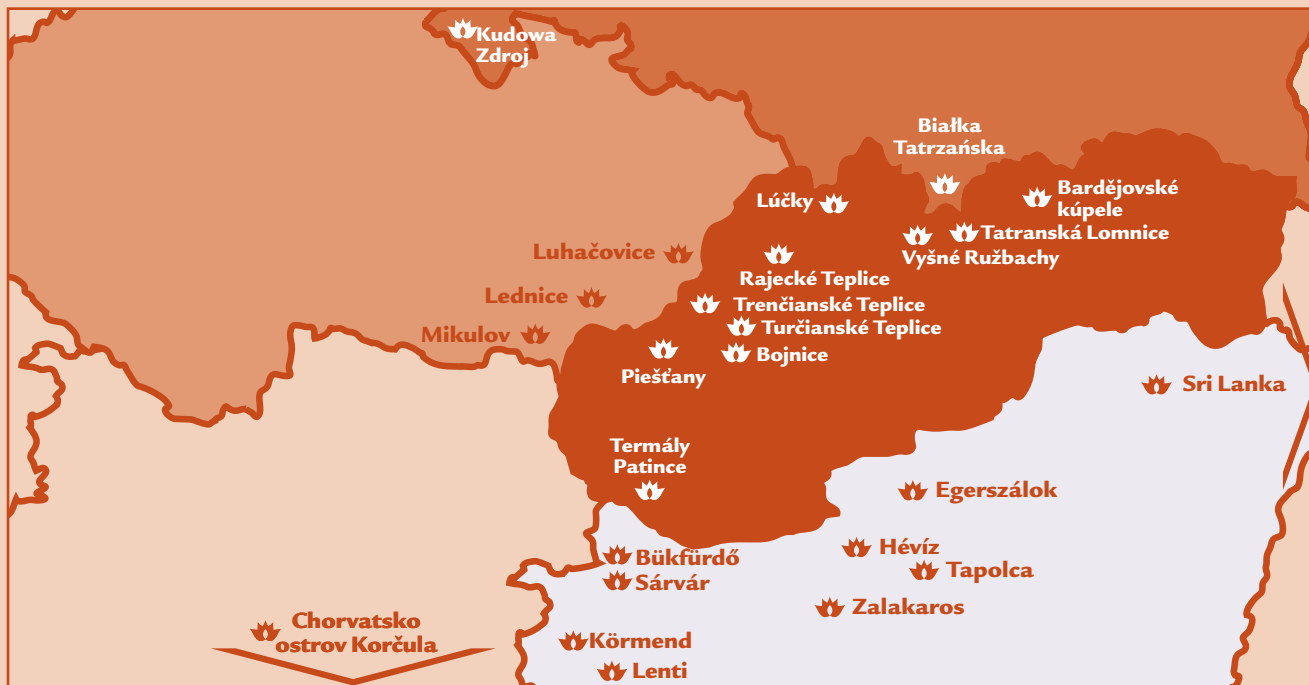 Kudowa
Zdroj
Białka
Tatrzańska
Lúčky
Bardějovské
kúpele
Tatranská Lomnice
Vyšné Ružbachy
Luhačovice
Rajecké Teplice
Lednice
Trenčianské Teplice
Mikulov
Turčianské Teplice
Bojnice
Piešťany
Sri Lanka
Termály
Patince
Egerszálok
Hévíz
Bükfürdő
Tapolca
Sárvár
Zalakaros
Chorvatsko
ostrov Korčula
Körmend
Lenti